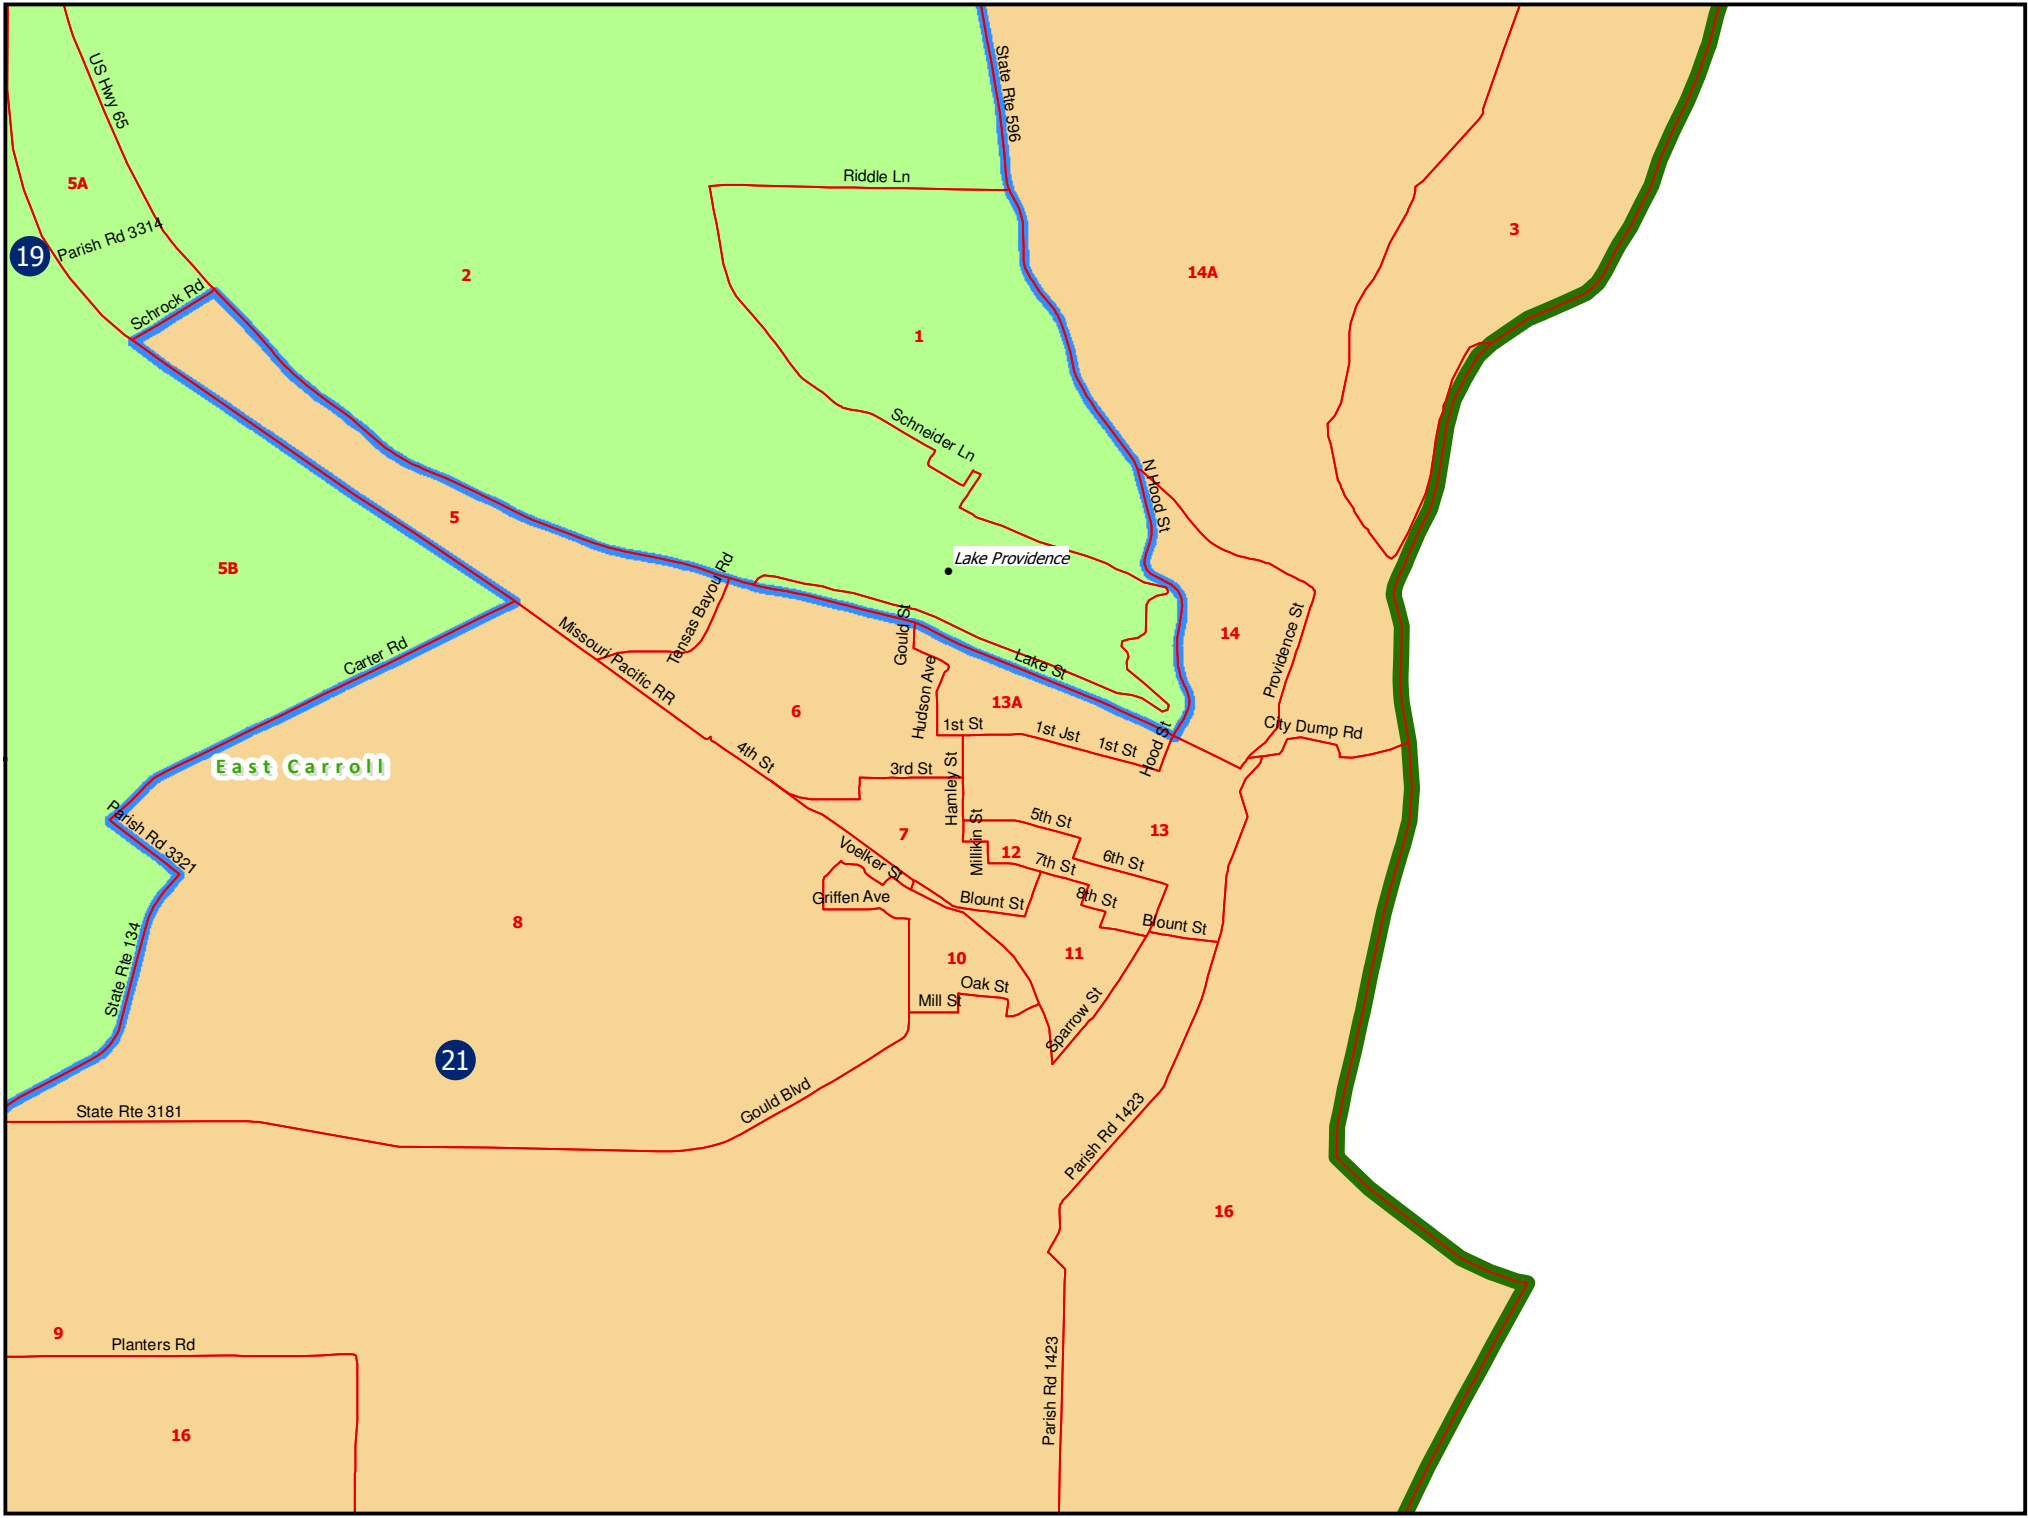 US Hwy 65
State Rte 596
5A
Riddle Ln
Parish Rd 3314
3
19
2
14A
Schrock Rd
1
Schneider Ln
N Hood St
5
Lake Providence
5B
Tensas Bayou Rd
Missouri Pacific RR
Gould St
14
Providence St
Carter Rd
Lake St
Hudson Ave
13A
6
1st St
1st Jst
1st St
Hood St
City Dump Rd
4th St
East Carroll
3rd St
Hamley St
Parish Rd 3321
5th St
13
7
Millikin St
12
Voelker St
7th St
6th St
Griffen Ave
Blount St
8th St
Blount St
8
State Rte 134
10
11
Oak St
Mill St
Sparrow St
21
State Rte 3181
Gould Blvd
Parish Rd 1423
16
9
Planters Rd
Parish Rd 1423
16